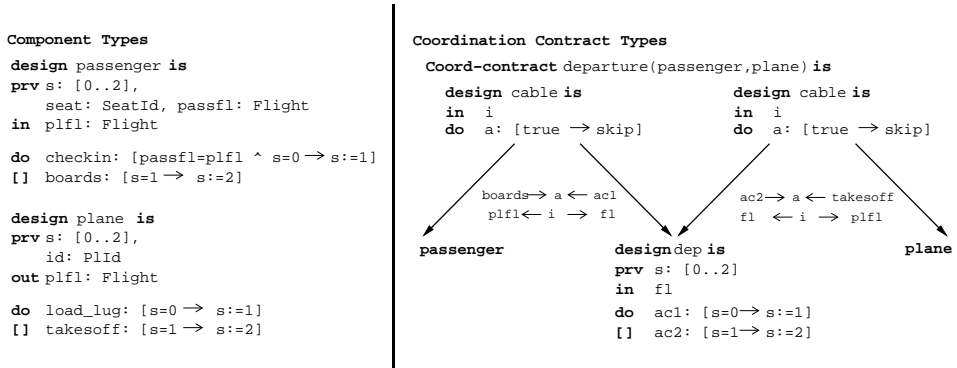 Component Types
design passenger is
prv s: [0..2],
seat: SeatId, passfl: Flight
in plfl: Flight
do checkin: [passfl=plfl ^ s=0 → s:=1]
[] boards: [s=1 → s:=2]
design plane is
prv s: [0..2],
id: PlId
out plfl: Flight
do load_lug: [s=0 → s:=1]
[] takesoff: [s=1 → s:=2]
Coordination Contract Types
Coord-contract departure(passenger,plane) is
design cable is
in i
do a: [true → skip]
design cable is
in i
do a: [true → skip]
boards → a ← ac1
plfl ← i → fl
ac2 → a ← takesoff
fl ← i → plfl
passenger
design dep is
prv s: [0..2]
in fl
do ac1: [s=0 → s:=1]
[] ac2: [s=1 → s:=2]
plane